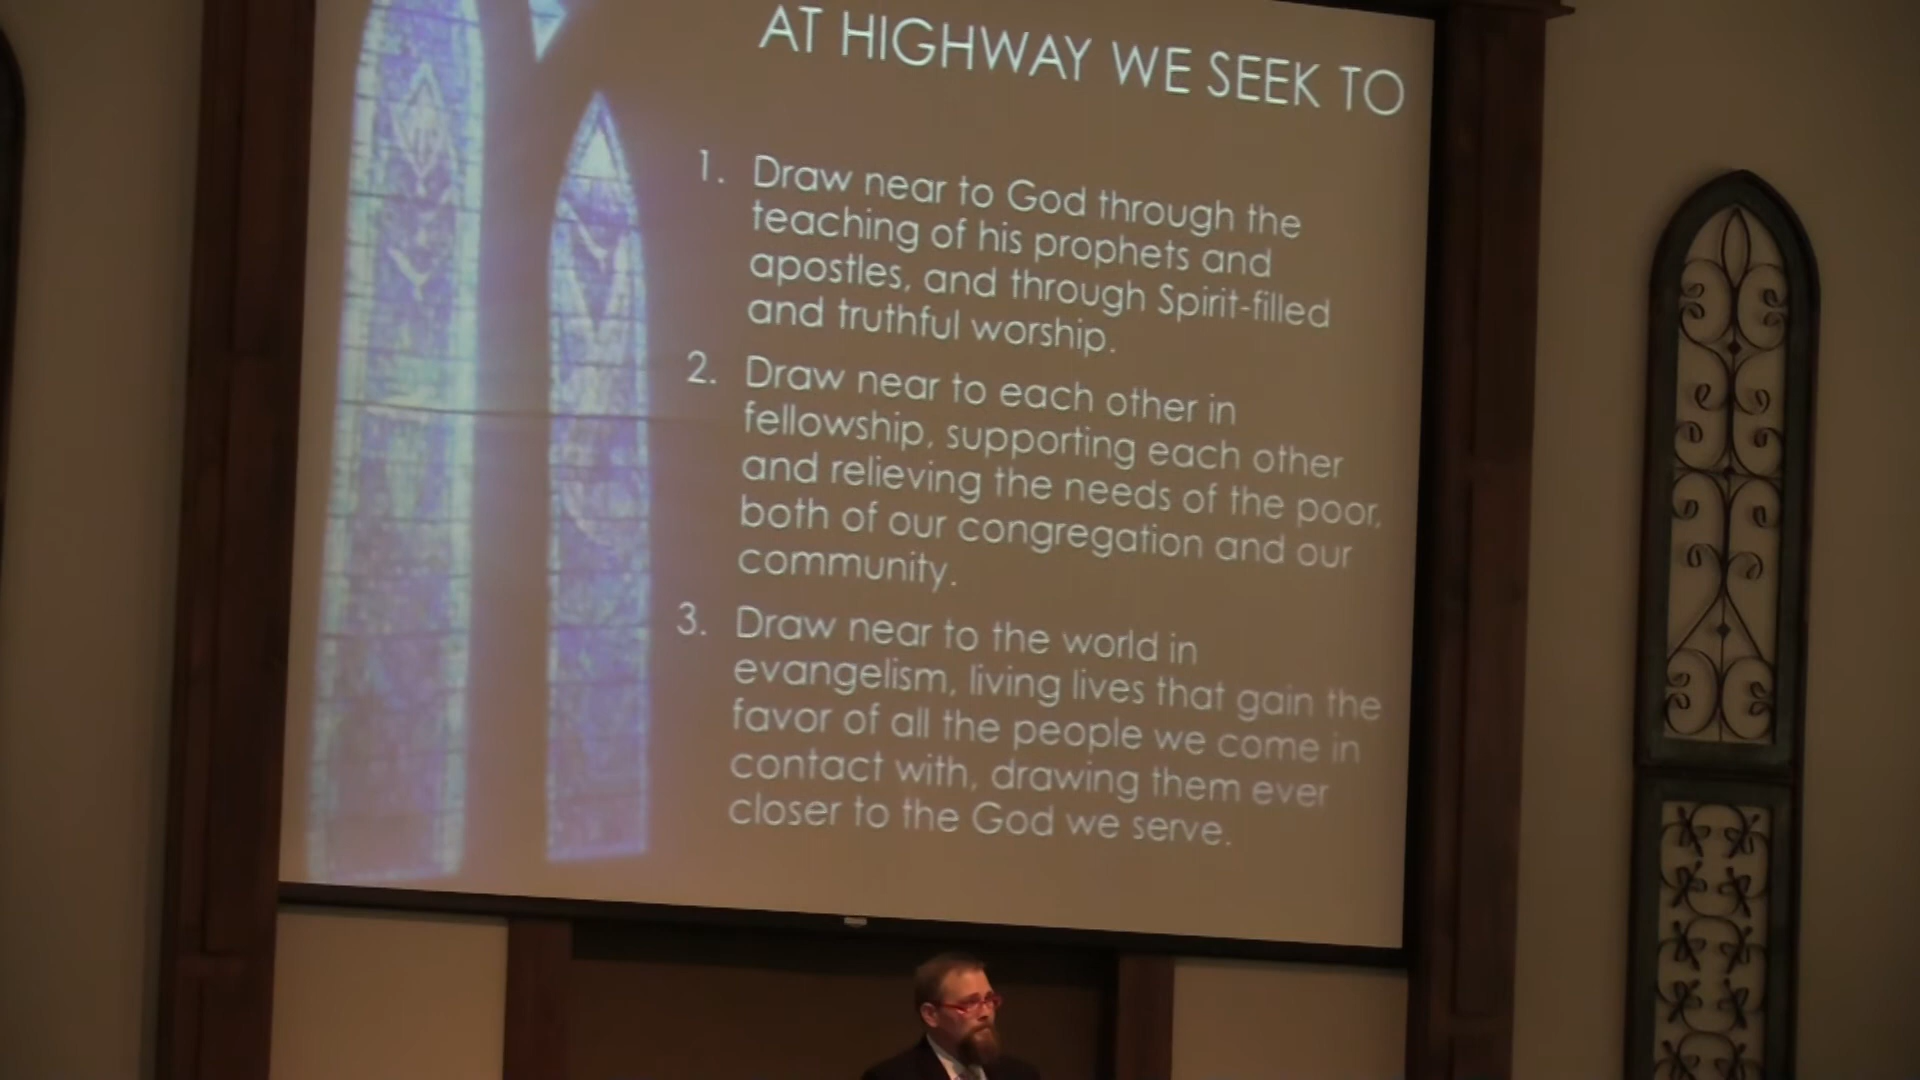 AT HIGHWAY WE SEEK TO
1. Draw near to God through the
teaching of his prophets and
apostles, and through Spirit-filled
and truthful worship.
2. Draw near to each other in
fellowship, supporting each other
and relieving the needs of the poor,
both of our congregation and our
community.
3. Draw near to the world in
evangelism, living lives that gain the
favor of all the people we come in
contact with, drawing them ever
closer to the God we serve.